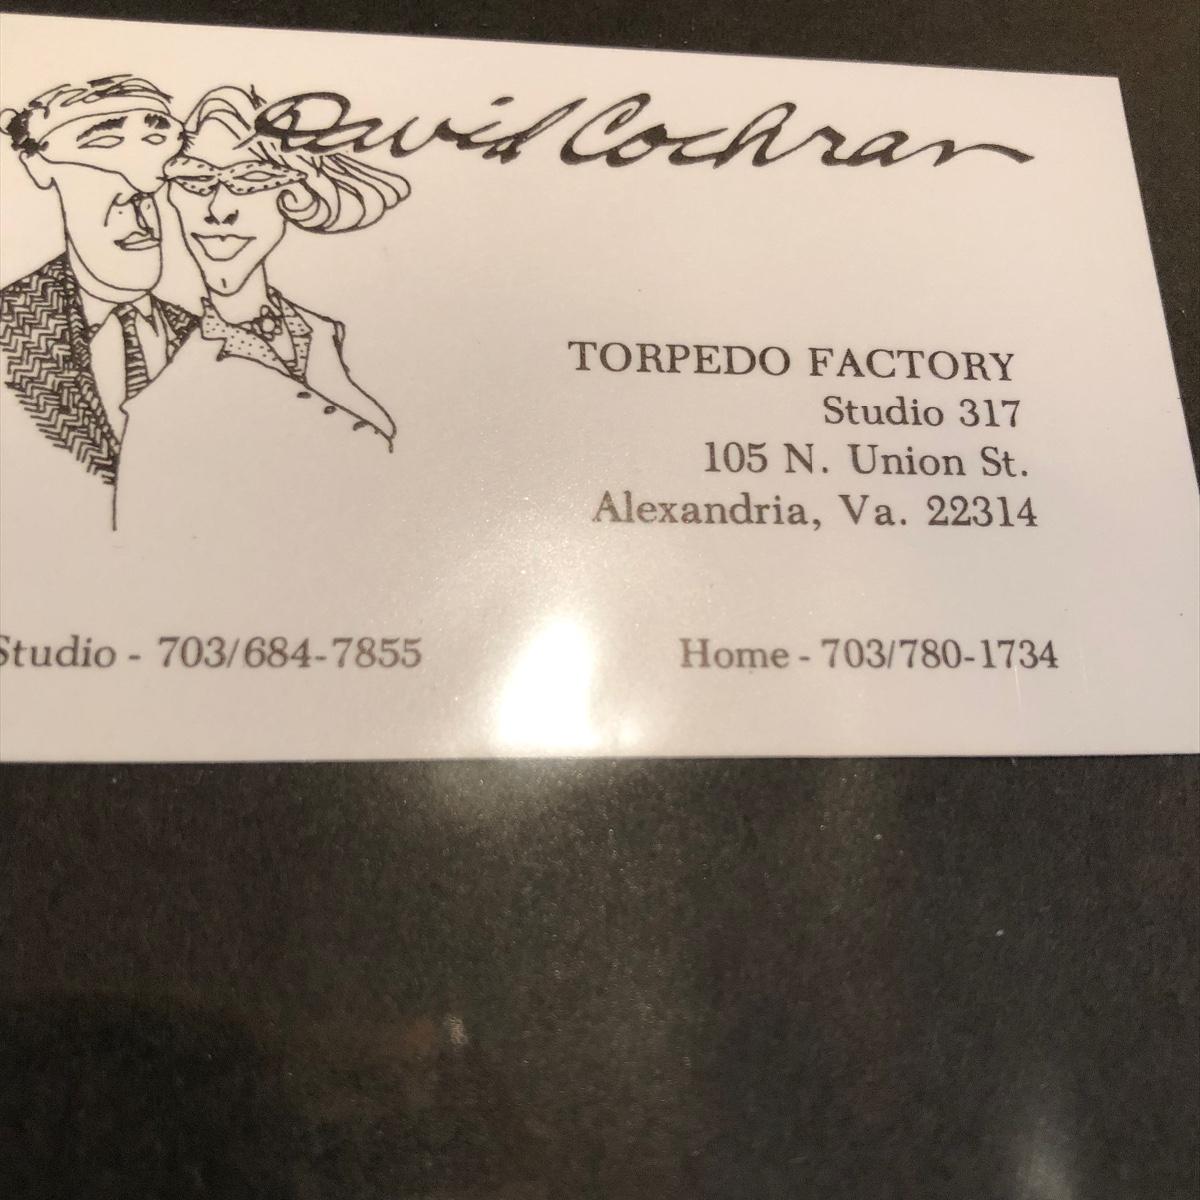 David Cochran
TORPEDO FACTORY
Studio 317
105 N. Union St.
Alexandria, Va. 22314
Studio - 703/684-7855
Home - 703/780-1734